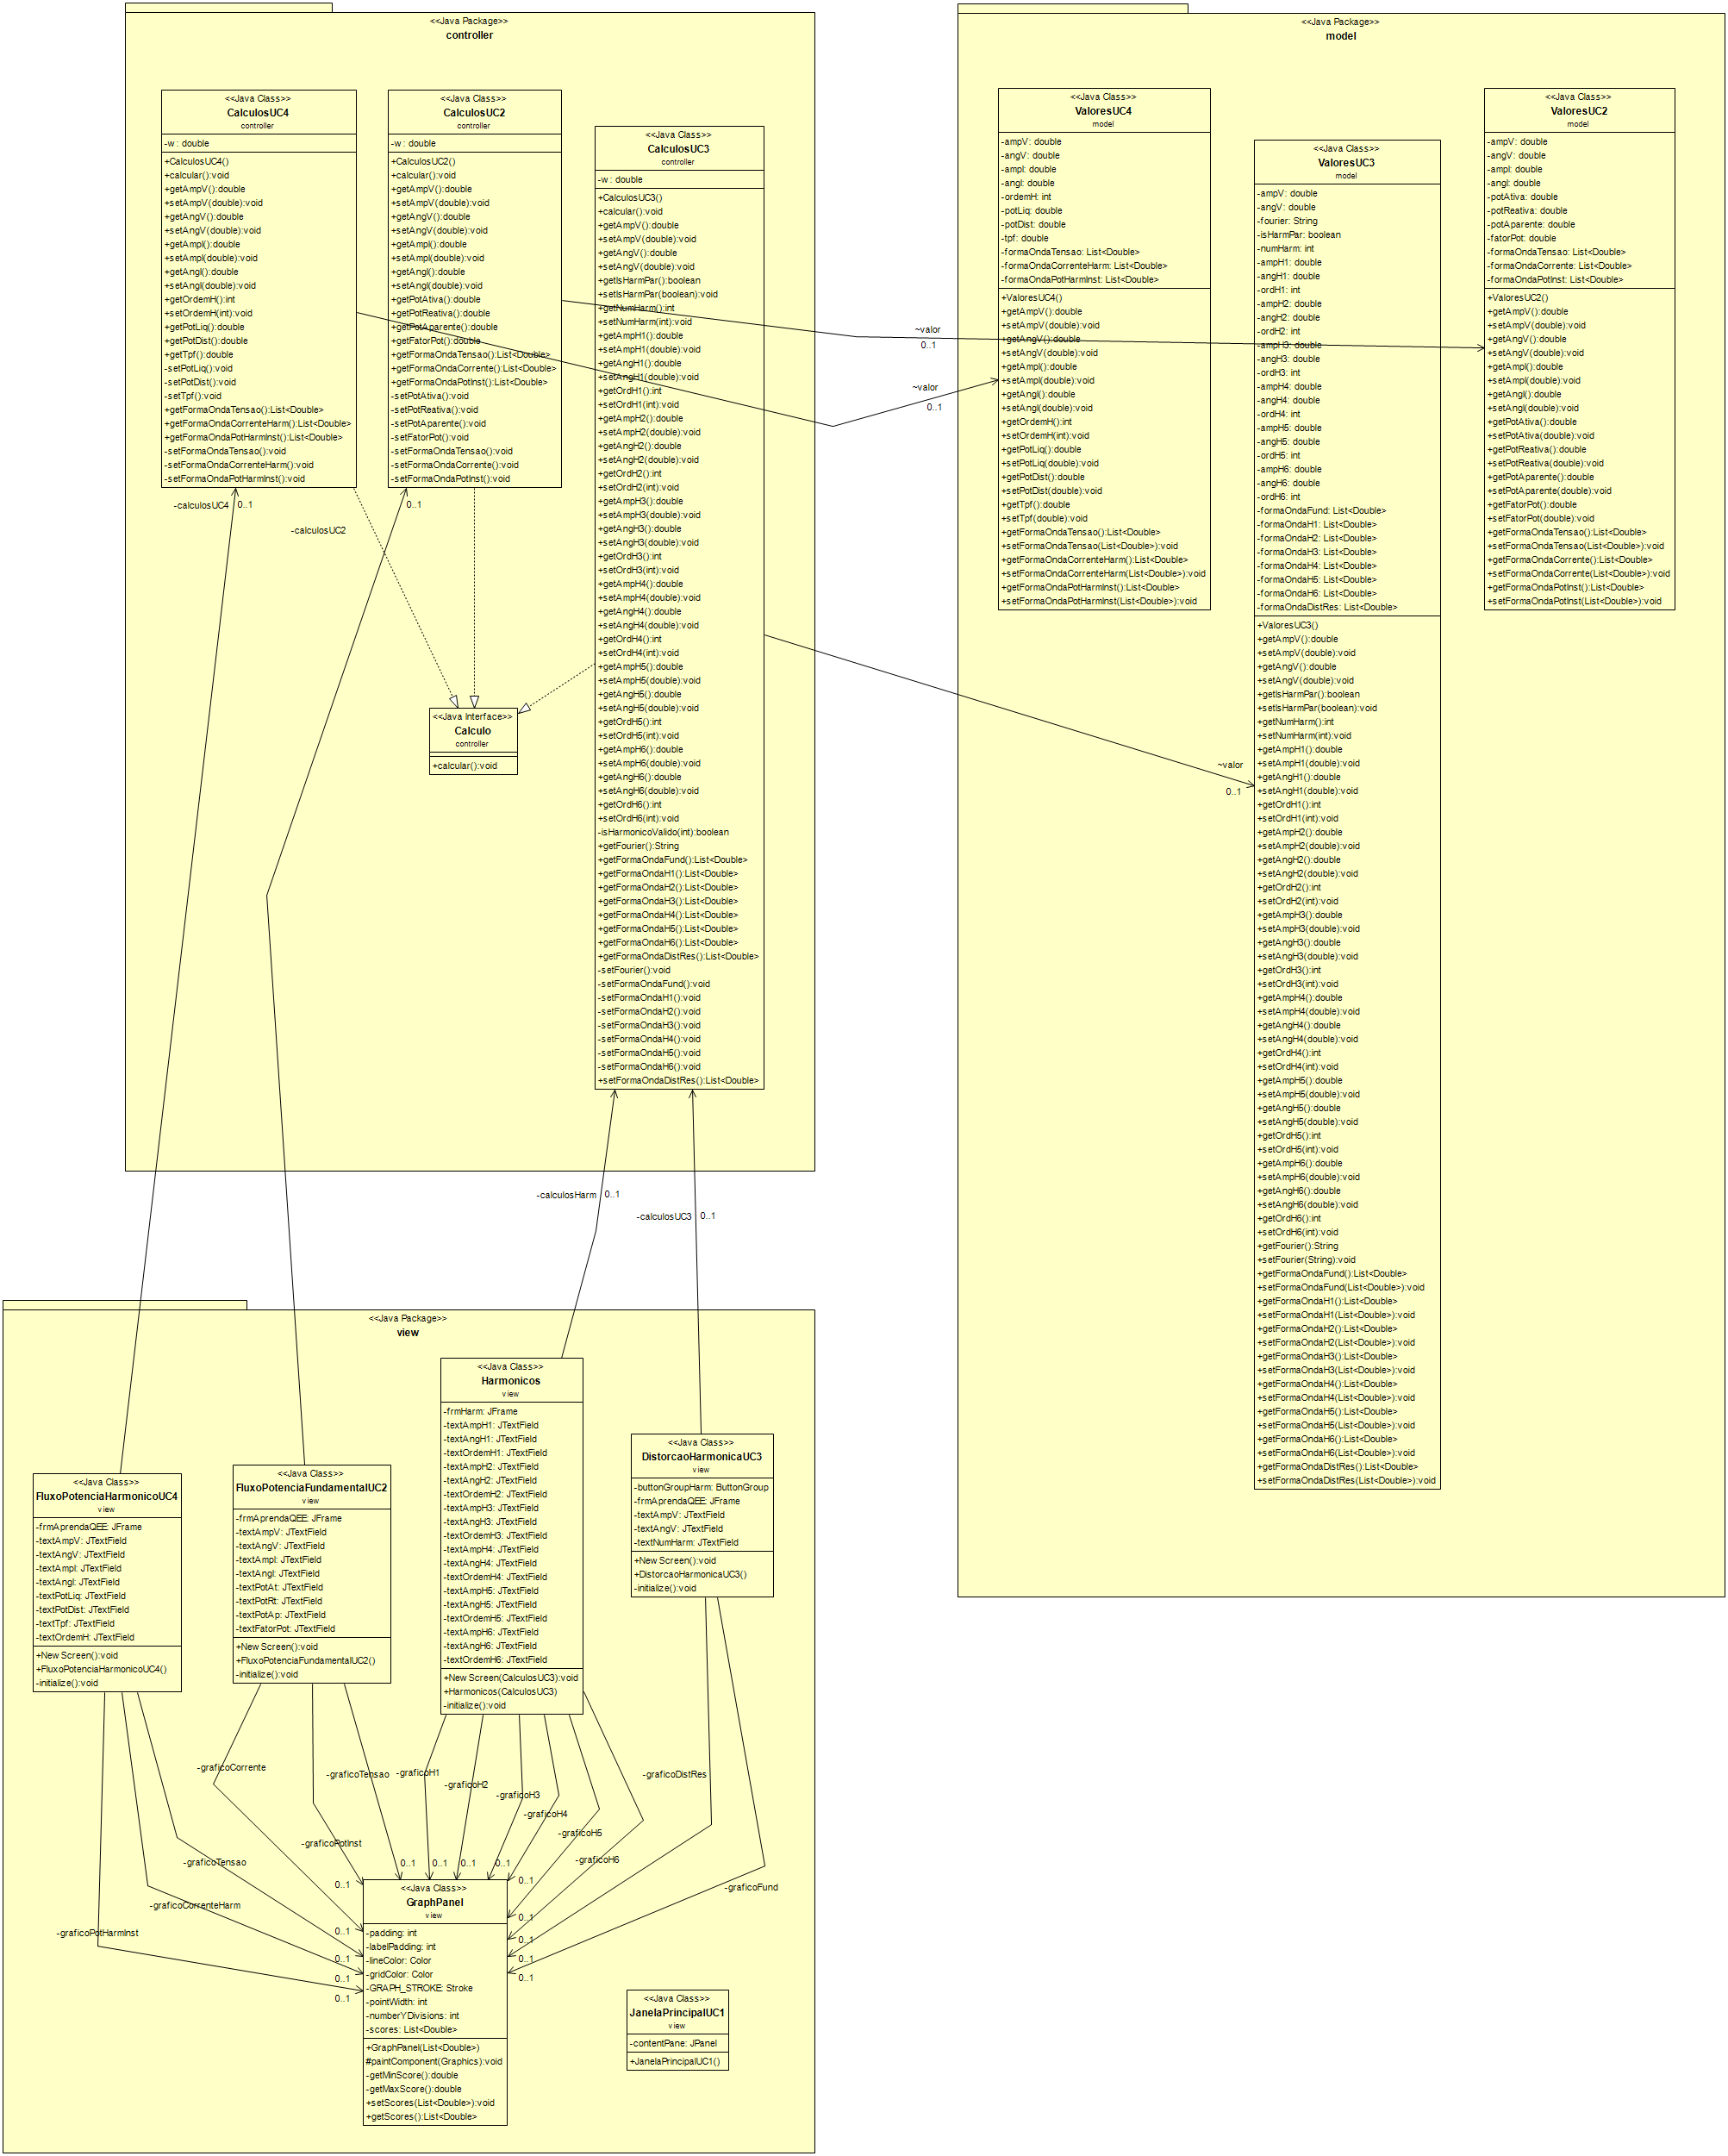 <<Java Package>>
controller
<<Java Class>>
CalculosUC4
controller
-w : double
+CalculosUC4()
+calcular():void
+getAmpV():double
+setAmpV(double):void
+getAngV():double
+setAngV(double):void
+getAmpI():double
+setAmpI(double):void
+getAngI():double
+setAngI(double):void
+getOrdemH():int
+setOrdemH(int):void
+getPotLiq():double
+getPotDist():double
+getTpf():double
-setPotLiq():void
-setPotDist():void
-setTpf():void
+getFormaOndaTensao():List<Double>
+getFormaOndaCorrenteHarm():List<Double>
+getFormaOndaPotHarmInst():List<Double>
-setFormaOndaTensao():void
-setFormaOndaCorrenteHarm():void
-setFormaOndaPotHarmInst():void
<<Java Class>>
CalculosUC2
controller
-w : double
+CalculosUC2()
+calcular():void
+getAmpV():double
+setAmpV(double):void
+getAngV():double
+setAngV(double):void
+getAmpI():double
+setAmpI(double):void
+getAngI():double
+setAngI(double):void
+getPotAtiva():double
+getPotReativa():double
+getPotAparente():double
+getFatorPot():double
+getFormaOndaTensao():List<Double>
+getFormaOndaCorrente():List<Double>
+getFormaOndaPotInst():List<Double>
-setPotAtiva():void
-setPotReativa():void
-setPotAparente():void
-setFatorPot():void
-setFormaOndaTensao():void
-setFormaOndaCorrente():void
-setFormaOndaPotInst():void
<<Java Class>>
CalculosUC3
controller
-w : double
+CalculosUC3()
+calcular():void
+getAmpV():double
+setAmpV(double):void
+getAngV():double
+setAngV(double):void
+getIsHarmPar():boolean
+setIsHarmPar(boolean):void
+getNumHarm():int
+setNumHarm(int):void
+getAmpH1():double
+setAmpH1(double):void
+getAngH1():double
+setAngH1(double):void
+getOrdH1():int
+setOrdH1(int):void
+getAmpH2():double
+setAmpH2(double):void
+getAngH2():double
+setAngH2(double):void
+getOrdH2():int
+setOrdH2(int):void
+getAmpH3():double
+setAmpH3(double):void
+getAngH3():double
+setAngH3(double):void
+getOrdH3():int
+setOrdH3(int):void
+getAmpH4():double
+setAmpH4(double):void
+getAngH4():double
+setAngH4(double):void
+getOrdH4():int
+setOrdH4(int):void
+getAmpH5():double
+setAmpH5(double):void
+getAngH5():double
+setAngH5(double):void
+getOrdH5():int
+setOrdH5(int):void
+getAmpH6():double
+setAmpH6(double):void
+getAngH6():double
+setAngH6(double):void
+getOrdH6():int
+setOrdH6(int):void
-isHarmonicoValido(int):boolean
+getFourier():String
+getFormaOndaFund():List<Double>
+getFormaOndaH1():List<Double>
+getFormaOndaH2():List<Double>
+getFormaOndaH3():List<Double>
+getFormaOndaH4():List<Double>
+getFormaOndaH5():List<Double>
+getFormaOndaH6():List<Double>
+getFormaOndaDistRes():List<Double>
-setFourier():void
-setFormaOndaFund():void
-setFormaOndaH1():void
-setFormaOndaH2():void
-setFormaOndaH3():void
-setFormaOndaH4():void
-setFormaOndaH5():void
-setFormaOndaH6():void
+setFormaOndaDistRes():List<Double>
-calculosUC4
0..1
-calculosUC2
0..1
<<Java Interface>>
Calculo
controller
+calcular():void
~valor
0..1
~valor
0..1
~valor
0..1
<<Java Package>>
model
<<Java Class>>
ValoresUC4
model
-ampV: double
-angV: double
-ampI: double
-angI: double
-ordemH: int
-potLiq: double
-potDist: double
-tpf: double
-formaOndaTensao: List<Double>
-formaOndaCorrenteHarm: List<Double>
-formaOndaPotHarmInst: List<Double>
+ValoresUC4()
+getAmpV():double
+setAmpV(double):void
+getAngV():double
+setAngV(double):void
+getAmpI():double
+setAmpI(double):void
+getAngI():double
+setAngI(double):void
+getOrdemH():int
+setOrdemH(int):void
+getPotLiq():double
+setPotLiq(double):void
+getPotDist():double
+setPotDist(double):void
+getTpf():double
+setTpf(double):void
+getFormaOndaTensao():List<Double>
+setFormaOndaTensao(List<Double>):void
+getFormaOndaCorrenteHarm():List<Double>
+setFormaOndaCorrenteHarm(List<Double>):void
+getFormaOndaPotHarmInst():List<Double>
+setFormaOndaPotHarmInst(List<Double>):void
<<Java Class>>
ValoresUC3
model
-ampV: double
-angV: double
-fourier: String
-isHarmPar: boolean
-numHarm: int
-ampH1: double
-angH1: double
-ordH1: int
-ampH2: double
-angH2: double
-ordH2: int
-ampH3: double
-angH3: double
-ordH3: int
-ampH4: double
-angH4: double
-ordH4: int
-ampH5: double
-angH5: double
-ordH5: int
-ampH6: double
-angH6: double
-ordH6: int
-formaOndaFund: List<Double>
-formaOndaH1: List<Double>
-formaOndaH2: List<Double>
-formaOndaH3: List<Double>
-formaOndaH4: List<Double>
-formaOndaH5: List<Double>
-formaOndaH6: List<Double>
-formaOndaDistRes: List<Double>
+ValoresUC3()
+getAmpV():double
+setAmpV(double):void
+getAngV():double
+setAngV(double):void
+getIsHarmPar():boolean
+setIsHarmPar(boolean):void
+getNumHarm():int
+setNumHarm(int):void
+getAmpH1():double
+setAmpH1(double):void
+getAngH1():double
+setAngH1(double):void
+getOrdH1():int
+setOrdH1(int):void
+getAmpH2():double
+setAmpH2(double):void
+getAngH2():double
+setAngH2(double):void
+getOrdH2():int
+setOrdH2(int):void
+getAmpH3():double
+setAmpH3(double):void
+getAngH3():double
+setAngH3(double):void
+getOrdH3():int
+setOrdH3(int):void
+getAmpH4():double
+setAmpH4(double):void
+getAngH4():double
+setAngH4(double):void
+getOrdH4():int
+setOrdH4(int):void
+getAmpH5():double
+setAmpH5(double):void
+getAngH5():double
+setAngH5(double):void
+getOrdH5():int
+setOrdH5(int):void
+getAmpH6():double
+setAmpH6(double):void
+getAngH6():double
+setAngH6(double):void
+getOrdH6():int
+setOrdH6(int):void
+getFourier():String
+setFourier(String):void
+getFormaOndaFund():List<Double>
+setFormaOndaFund(List<Double>):void
+getFormaOndaH1():List<Double>
+setFormaOndaH1(List<Double>):void
+getFormaOndaH2():List<Double>
+setFormaOndaH2(List<Double>):void
+getFormaOndaH3():List<Double>
+setFormaOndaH3(List<Double>):void
+getFormaOndaH4():List<Double>
+setFormaOndaH4(List<Double>):void
+getFormaOndaH5():List<Double>
+setFormaOndaH5(List<Double>):void
+getFormaOndaH6():List<Double>
+setFormaOndaH6(List<Double>):void
+getFormaOndaDistRes():List<Double>
+setFormaOndaDistRes(List<Double>):void
<<Java Class>>
ValoresUC2
model
-ampV: double
-angV: double
-ampI: double
-angI: double
-potAtiva: double
-potReativa: double
-potAparente: double
-fatorPot: double
-formaOndaTensao: List<Double>
-formaOndaCorrente: List<Double>
-formaOndaPotInst: List<Double>
+ValoresUC2()
+getAmpV():double
+setAmpV(double):void
+getAngV():double
+setAngV(double):void
+getAmpI():double
+setAmpI(double):void
+getAngI():double
+setAngI(double):void
+getPotAtiva():double
+setPotAtiva(double):void
+getPotReativa():double
+setPotReativa(double):void
+getPotAparente():double
+setPotAparente(double):void
+getFatorPot():double
+setFatorPot(double):void
+getFormaOndaTensao():List<Double>
+setFormaOndaTensao(List<Double>):void
+getFormaOndaCorrente():List<Double>
+setFormaOndaCorrente(List<Double>):void
+getFormaOndaPotInst():List<Double>
+setFormaOndaPotInst(List<Double>):void
-calculosHarm
0..1
-calculosUC3
0..1
<<Java Package>>
view
<<Java Class>>
FluxoPotenciaHarmonicoUC4
view
-frmAprendaQEE: JFrame
-textAmpV: JTextField
-textAngV: JTextField
-textAmpI: JTextField
-textAngI: JTextField
-textPotLiq: JTextField
-textPotDist: JTextField
-textTpf: JTextField
-textOrdemH: JTextField
+New Screen():void
+FluxoPotenciaHarmonicoUC4()
-initialize():void
<<Java Class>>
FluxoPotenciaFundamentalUC2
view
-frmAprendaQEE: JFrame
-textAmpV: JTextField
-textAngV: JTextField
-textAmpI: JTextField
-textAngI: JTextField
-textPotAt: JTextField
-textPotRt: JTextField
-textPotAp: JTextField
-textFatorPot: JTextField
+New Screen():void
+FluxoPotenciaFundamentalUC2()
-initialize():void
<<Java Class>>
Harmonicos
view
-frmHarm: JFrame
-textAmpH1: JTextField
-textAngH1: JTextField
-textOrdemH1: JTextField
-textAmpH2: JTextField
-textAngH2: JTextField
-textOrdemH2: JTextField
-textAmpH3: JTextField
-textAngH3: JTextField
-textOrdemH3: JTextField
-textAmpH4: JTextField
-textAngH4: JTextField
-textOrdemH4: JTextField
-textAmpH5: JTextField
-textAngH5: JTextField
-textOrdemH5: JTextField
-textAmpH6: JTextField
-textAngH6: JTextField
-textOrdemH6: JTextField
+New Screen(CalculosUC3):void
+Harmonicos(CalculosUC3)
-initialize():void
<<Java Class>>
DistorcaoHarmonicaUC3
view
-buttonGroupHarm: ButtonGroup
-frmAprendaQEE: JFrame
-textAmpV: JTextField
-textAngV: JTextField
-textNumHarm: JTextField
+New Screen():void
+DistorcaoHarmonicaUC3()
-initialize():void
-graficoCorrente
-graficoTensao
-graficoH1
-graficoH2
-graficoH3
-graficoDistRes
-graficoH4
-graficoH5
-graficoPotInst
-graficoH6
-graficoTensao
-graficoFund
-graficoCorrenteHarm
-graficoPotHarmInst
0..1
0..1
0..1
0..1
0..1
0..1
0..1
0..1
0..1
0..1
0..1
0..1
0..1
0..1
<<Java Class>>
GraphPanel
view
-padding: int
-labelPadding: int
-lineColor: Color
-gridColor: Color
-GRAPH_STROKE: Stroke
-pointWidth: int
-numberYDivisions: int
-scores: List<Double>
+GraphPanel(List<Double>)
#paintComponent(Graphics):void
-getMinScore():double
-getMaxScore():double
+setScores(List<Double>):void
+getScores():List<Double>
<<Java Class>>
JanelaPrincipalUC1
view
-contentPane: JPanel
+JanelaPrincipalUC1()